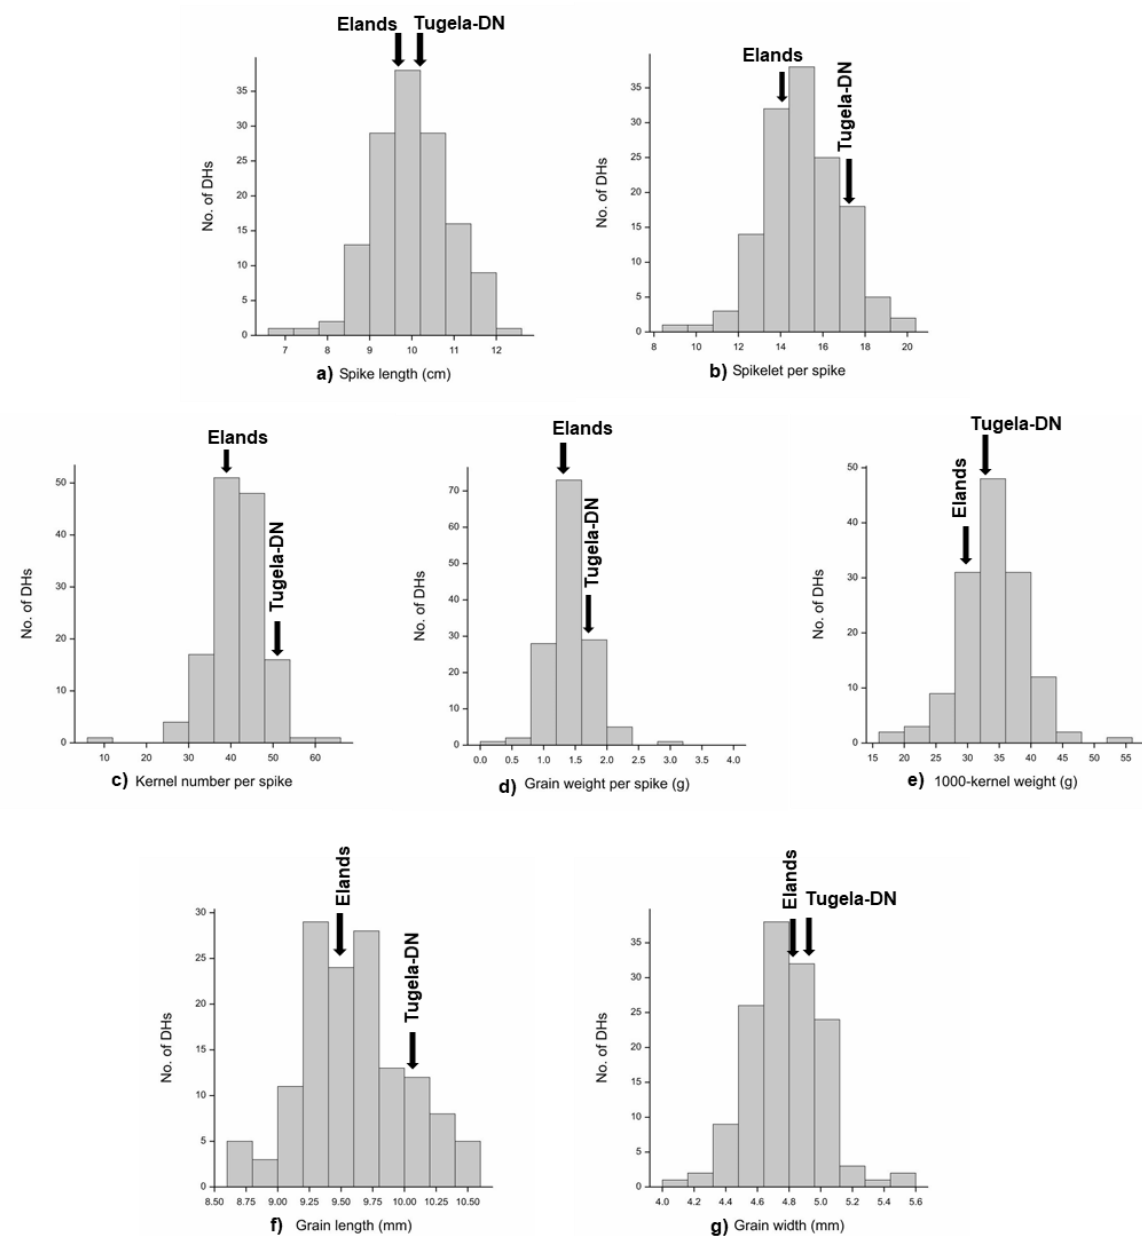 Elands Tugela-DN
No. of DHs
35
30
25
20
15
10
5
0
7 8 9 10 11 12
a) Spike length (cm)
Elands
Tugela-DN
No. of DHs
35
30
25
20
15
10
5
0
8 10 12 14 16 18 20
b) Spikelet per spike
Elands
Tugela-DN
No. of DHs
50
40
30
20
10
0
10 20 30 40 50 60
c) Kernel number per spike
Elands
Tugela-DN
No. of DHs
70
60
50
40
30
20
10
0
0.0 0.5 1.0 1.5 2.0 2.5 3.0 3.5 4.0
d) Grain weight per spike (g)
Tugela-DN
Elands
No. of DHs
50
40
30
20
10
0
15 20 25 30 35 40 45 50 55
e) 1000-kernel weight (g)
Elands
Tugela-DN
No. of DHs
30
25
20
15
10
5
0
8.50 8.75 9.00 9.25 9.50 9.75 10.00 10.25 10.50
f) Grain length (mm)
Elands
Tugela-DN
No. of DHs
35
30
25
20
15
10
5
0
4.0 4.2 4.4 4.6 4.8 5.0 5.2 5.4 5.6
g) Grain width (mm)